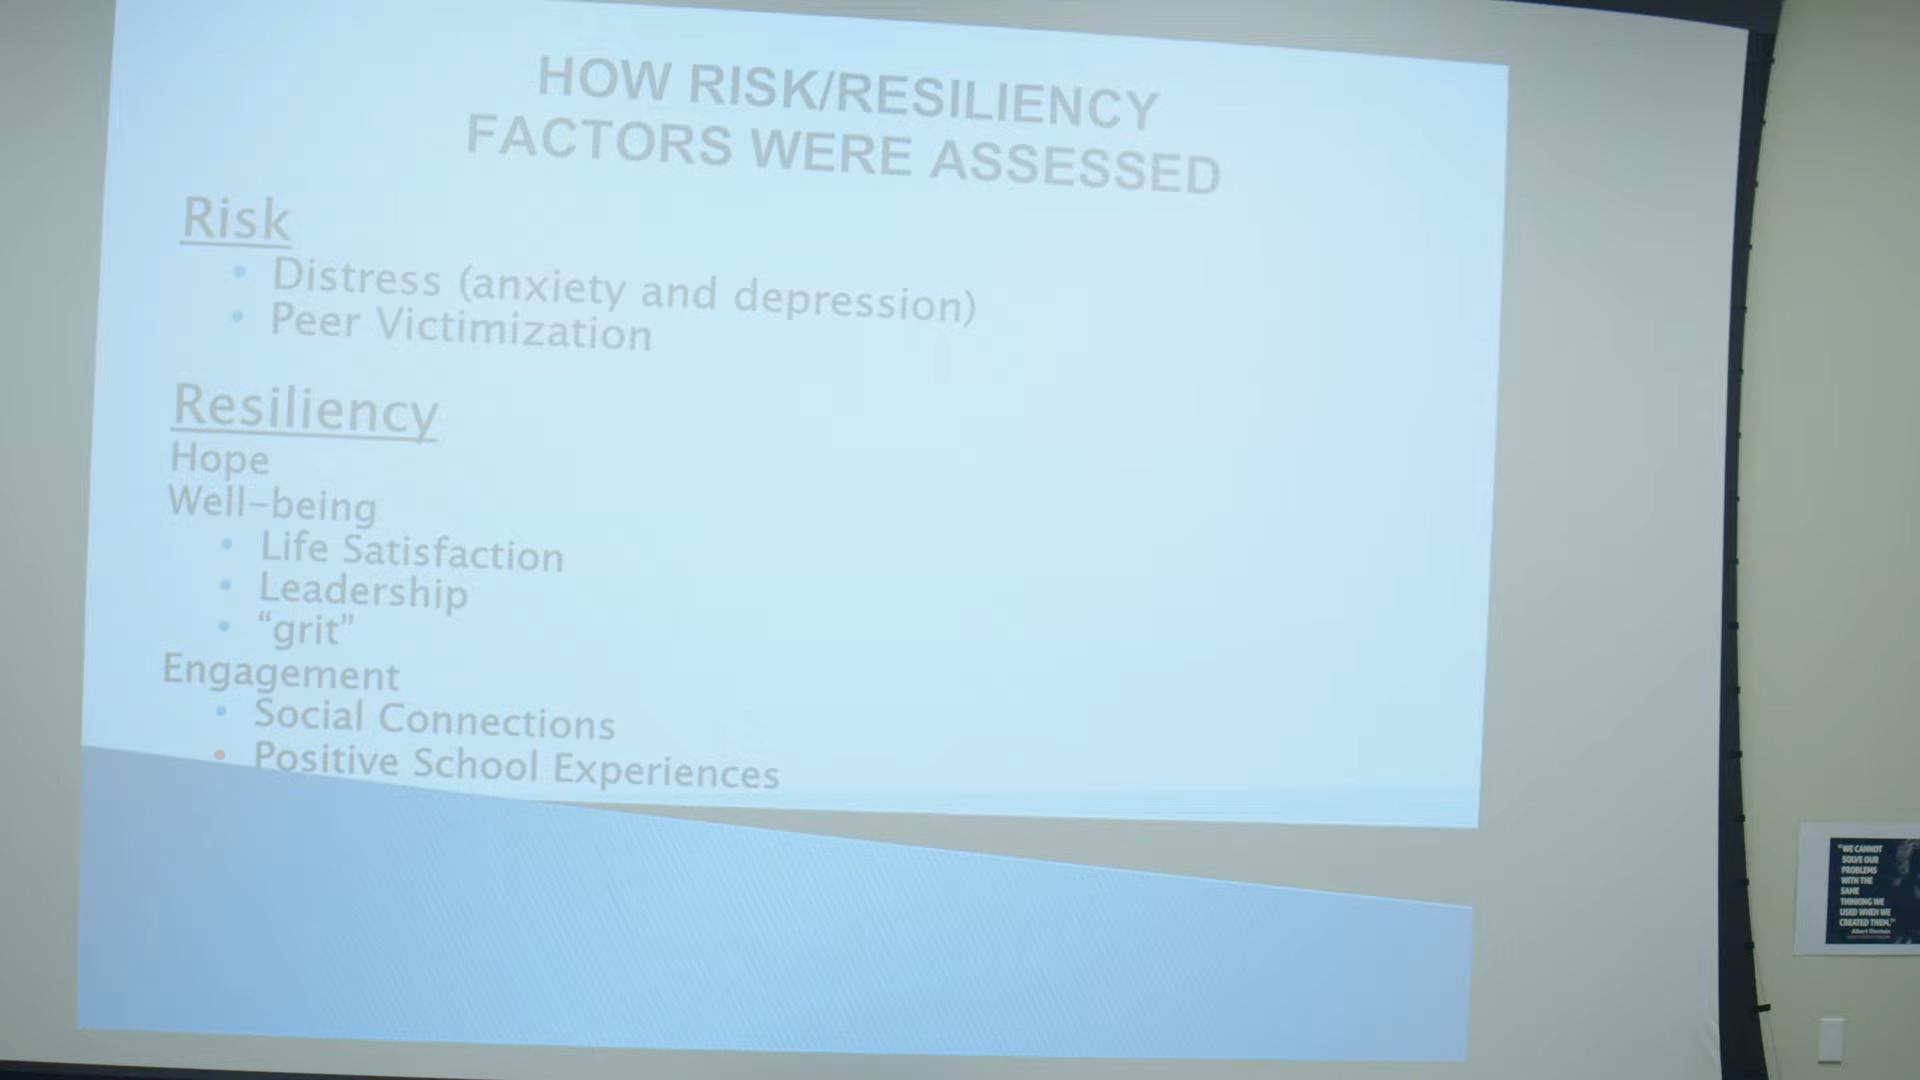 HOW RISK/RESILIENCY
FACTORS WERE ASSESSED
Risk
• Distress (anxiety and depression)
• Peer Victimization
Resiliency
Hope
Well-being
• Life Satisfaction
• Leadership
• “grit”
Engagement
• Social Connections
• Positive School Experiences
“WE CANNOT
SOLVE OUR
PROBLEMS
WITH THE
SAME
THINKING WE
USED WHEN WE
CREATED THEM.”
Albert Einstein